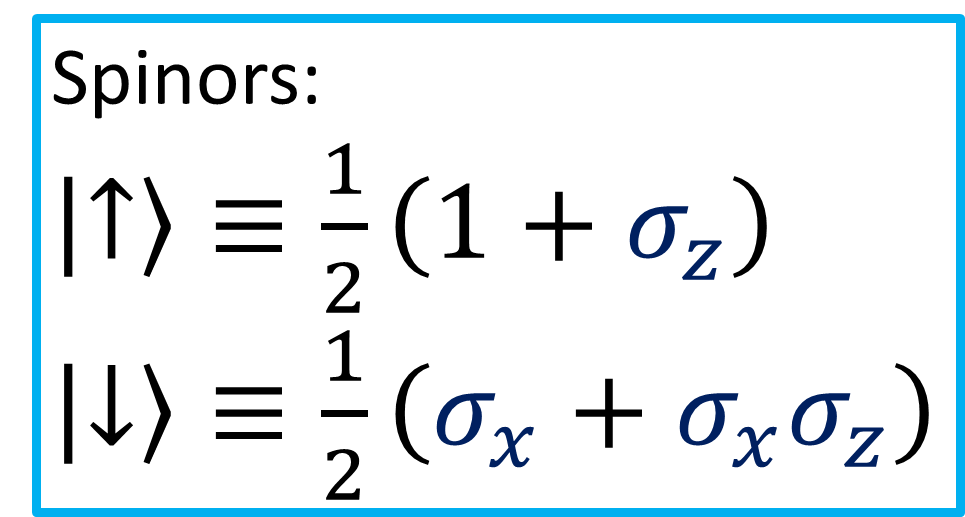 Spinors:
|↑⟩ ≡ 1/2 (1 + σ_z)
|↓⟩ ≡ 1/2 (σ_x + σ_xσ_z)